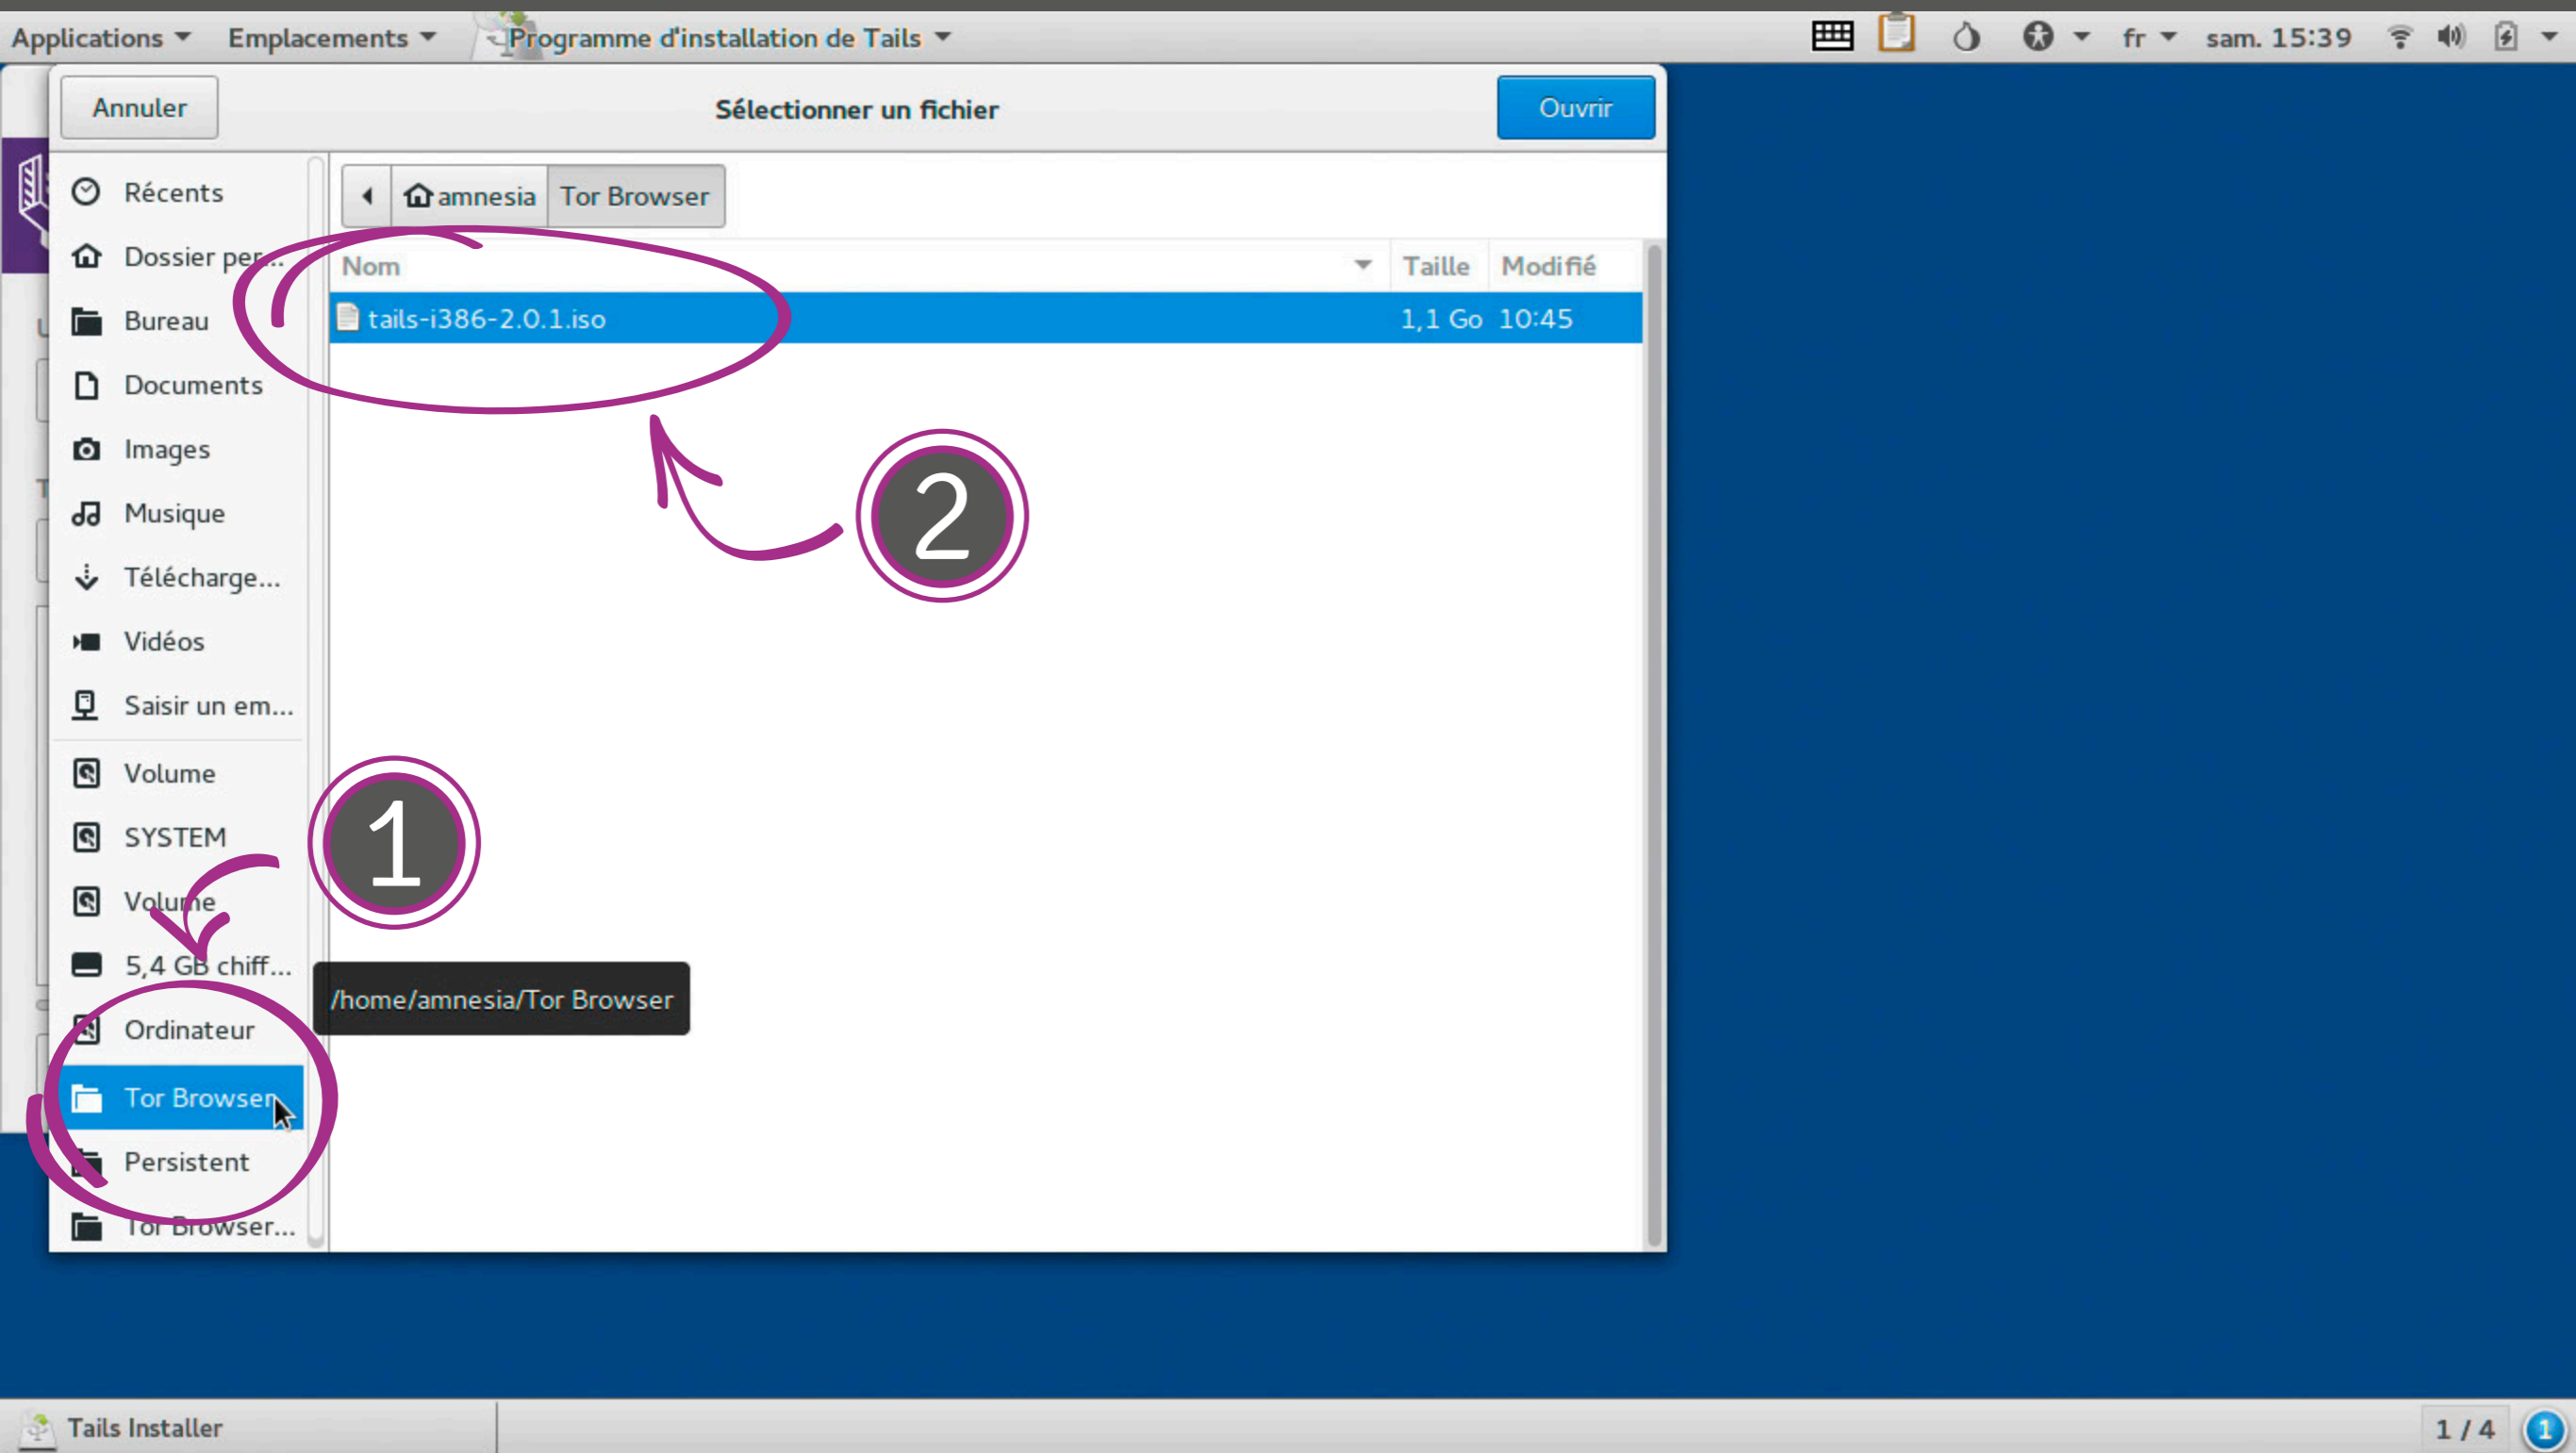 Applications Emplacements Programme d'installation de Tails fr sam. 15:39
Annuler Sélectionner un fichier Ouvrir
Récents
Dossier per...
Bureau
Documents
Images
Musique
Télécharge...
Vidéos
Saisir un em...
Volume
SYSTEM
Volume
5,4 GB chiff...
Ordinateur
Tor Browser
Persistent
Tor Browser...
amnesia Tor Browser
Nom Taille Modifié
tails-i386-2.0.1.iso 1,1 Go 10:45
2
1
/home/amnesia/Tor Browser
Tails Installer 1 / 4 1